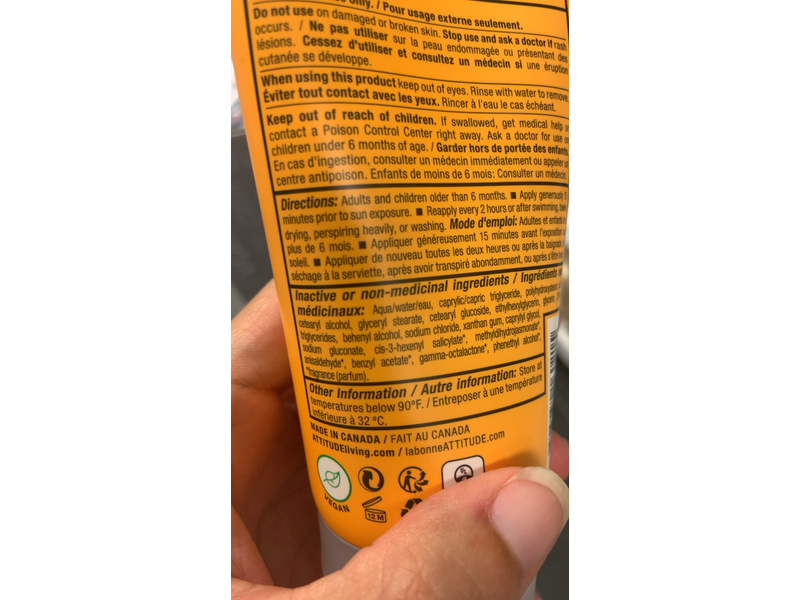 only. / Pour usage externe seulement.
Do not use on damaged or broken skin. Stop use and ask a doctor if rash
occurs. / Ne pas utiliser sur la peau endommagée ou présentant des
lésions. Cessez d'utiliser et consultez un médecin si une éruption
cutanée se développe.
When using this product keep out of eyes. Rinse with water to remove.
Éviter tout contact avec les yeux. Rincer à l'eau le cas échéant.
Keep out of reach of children. If swallowed, get medical help or
contact a Poison Control Center right away. Ask a doctor for use on
children under 6 months of age. / Garder hors de portée des enfants.
En cas d'ingestion, consulter un médecin immédiatement ou appeler un
centre antipoison. Enfants de moins de 6 mois: Consulter un médecin.
Directions: Adults and children older than 6 months. ■ Apply generously
minutes prior to sun exposure. ■ Reapply every 2 hours or after swimming,
drying, perspiring heavily, or washing. Mode d'emploi: Adultes et enfants
plus de 6 mois. ■ Appliquer généreusement 15 minutes avant l'exposition
soleil. ■ Appliquer de nouveau toutes les deux heures ou après la baignade,
séchage à la serviette, après avoir transpiré abondamment, ou après s'être
Inactive or non-medicinal ingredients / Ingrédients
médicinaux: Aqua/water/eau, caprylic/capric triglyceride,
cetearyl alcohol, glyceryl stearate, cetearyl glucoside, ethylhexylglycerin, glycerin,
triglycerides, behenyl alcohol, sodium chloride, xanthan gum, caprylyl glycol,
sodium gluconate, cis-3-hexenyl salicylate*, methyldihydrojasmonate*,
anisaldehyde*, benzyl acetate*, gamma-octalactone*, phenethyl alcohol*,
*fragrance (parfum).
Other Information / Autre information: Store at
temperatures below 90°F. / Entreposer à une température
inférieure à 32 °C.
MADE IN CANADA / FAIT AU CANADA
ATTITUDEliving.com / labonneATTITUDE.com
VEGAN
12 M